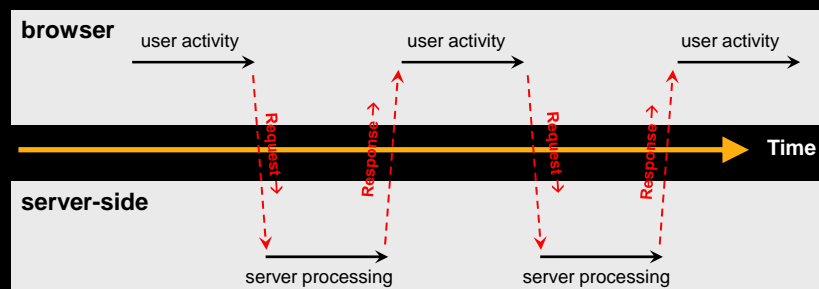 browser
user activity
user activity
user activity
Request →
Response →
Request →
Response →
Time
server-side
server processing
server processing